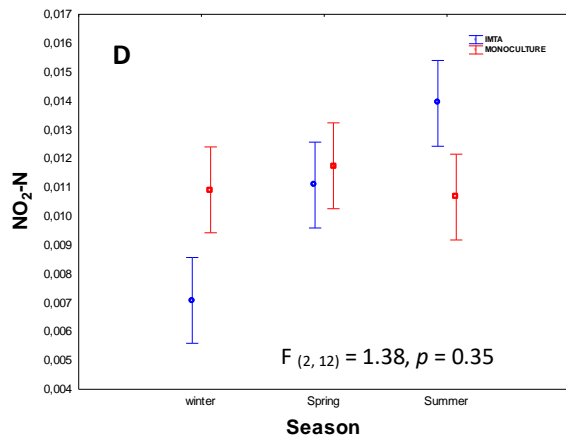 D
IMTA
MONOCULTURE
0,017
0,016
0,015
0,014
0,013
0,012
0,011
0,010
0,009
0,008
0,007
0,006
0,005
0,004
NO₂-N
F (2, 12) = 1.38, p = 0.35
winter Spring Summer
Season